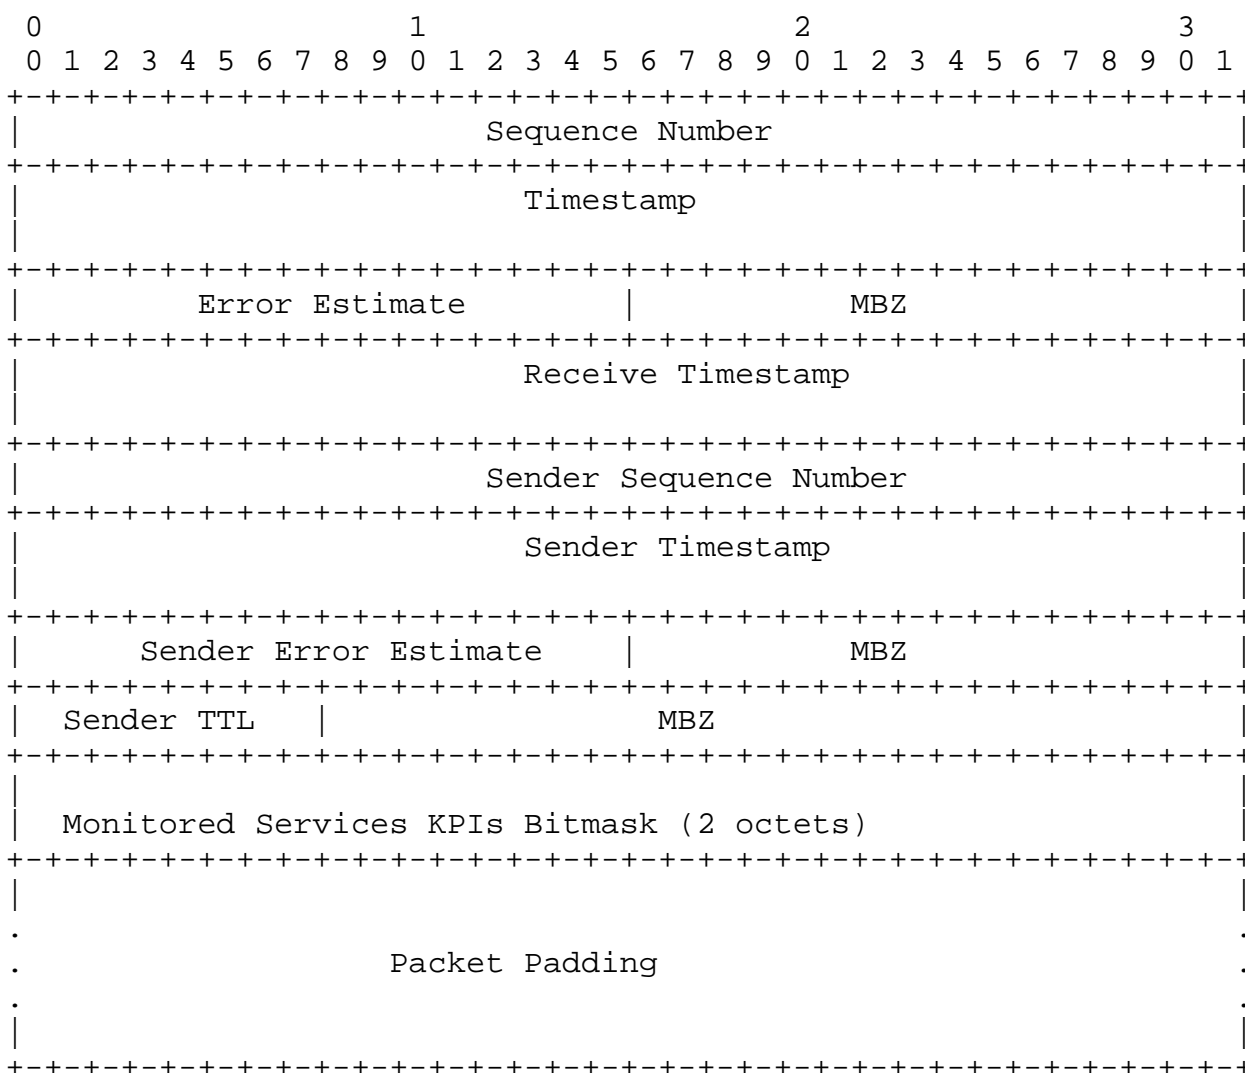 0                   1                   2                   3
 0 1 2 3 4 5 6 7 8 9 0 1 2 3 4 5 6 7 8 9 0 1 2 3 4 5 6 7 8 9 0 1
+-+-+-+-+-+-+-+-+-+-+-+-+-+-+-+-+-+-+-+-+-+-+-+-+-+-+-+-+-+-+-+-+
|                        Sequence Number                        |
+-+-+-+-+-+-+-+-+-+-+-+-+-+-+-+-+-+-+-+-+-+-+-+-+-+-+-+-+-+-+-+-+
|                          Timestamp                            |
|                                                               |
+-+-+-+-+-+-+-+-+-+-+-+-+-+-+-+-+-+-+-+-+-+-+-+-+-+-+-+-+-+-+-+-+
|         Error Estimate        |           MBZ                 |
+-+-+-+-+-+-+-+-+-+-+-+-+-+-+-+-+-+-+-+-+-+-+-+-+-+-+-+-+-+-+-+-+
|                          Receive Timestamp                    |
|                                                               |
+-+-+-+-+-+-+-+-+-+-+-+-+-+-+-+-+-+-+-+-+-+-+-+-+-+-+-+-+-+-+-+-+
|                        Sender Sequence Number                 |
+-+-+-+-+-+-+-+-+-+-+-+-+-+-+-+-+-+-+-+-+-+-+-+-+-+-+-+-+-+-+-+-+
|                          Sender Timestamp                     |
|                                                               |
+-+-+-+-+-+-+-+-+-+-+-+-+-+-+-+-+-+-+-+-+-+-+-+-+-+-+-+-+-+-+-+-+
|      Sender Error Estimate    |           MBZ                 |
+-+-+-+-+-+-+-+-+-+-+-+-+-+-+-+-+-+-+-+-+-+-+-+-+-+-+-+-+-+-+-+-+
|  Sender TTL   |                 MBZ                           |
+-+-+-+-+-+-+-+-+-+-+-+-+-+-+-+-+-+-+-+-+-+-+-+-+-+-+-+-+-+-+-+-+
|                                                               |
|  Monitored Services KPIs Bitmask (2 octets)                   |
+-+-+-+-+-+-+-+-+-+-+-+-+-+-+-+-+-+-+-+-+-+-+-+-+-+-+-+-+-+-+-+-+
|                                                               |
.                                                               .
.                   Packet Padding                              .
.                                                               .
|                                                               |
+-+-+-+-+-+-+-+-+-+-+-+-+-+-+-+-+-+-+-+-+-+-+-+-+-+-+-+-+-+-+-+-+